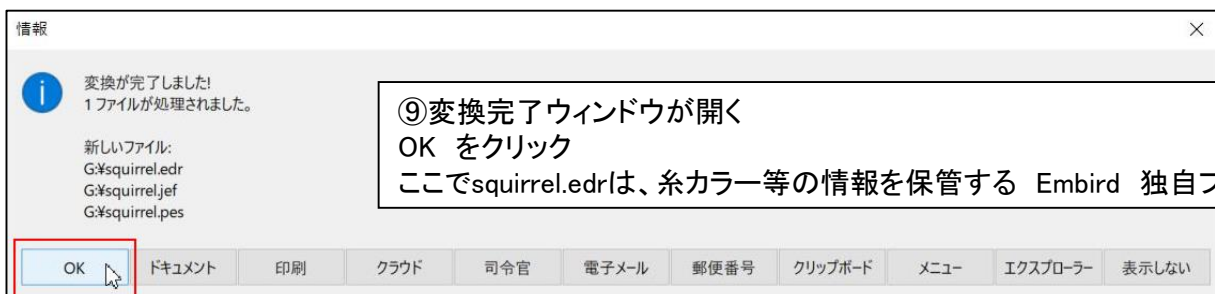 情報
変換が完了しました!
1 ファイルが処理されました。
新しいファイル:
G:¥squirrel.edr
G:¥squirrel.jef
G:¥squirrel.pes
⑨変換完了ウィンドウが開く
OK をクリック
ここでsquirrel.edrは、糸カラー等の情報を保管する Embird 独自フ
OK ドキュメント 印刷 クラウド 司令官 電子メール 郵便番号 クリップボード メニュー エクスプローラー 表示しない